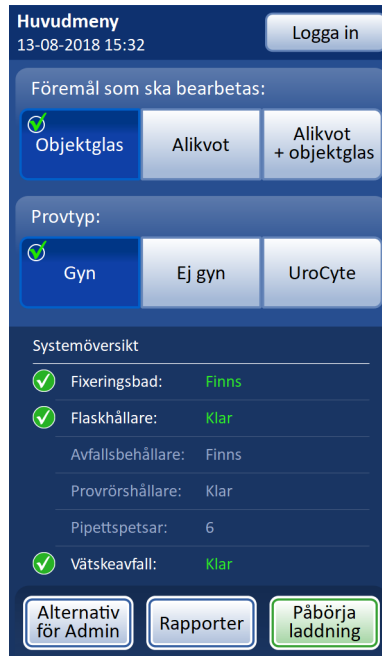 Huvudmeny
13-08-2018 15:32
Logga in
Föremål som ska bearbetas:
Objektglas
Alikvot
Alikvot
+ objektglas
Provtyp:
Gyn
Ej gyn
UroCyte
Systemöversikt
Fixeringsbad: Finns
Flaskhållare: Klar
Avfallsbehållare: Finns
Provrörshållare: Klar
Pipettspetsar: 6
Vätskeavfall: Klar
Alternativ
för Admin
Rapporter
Påbörja
laddning